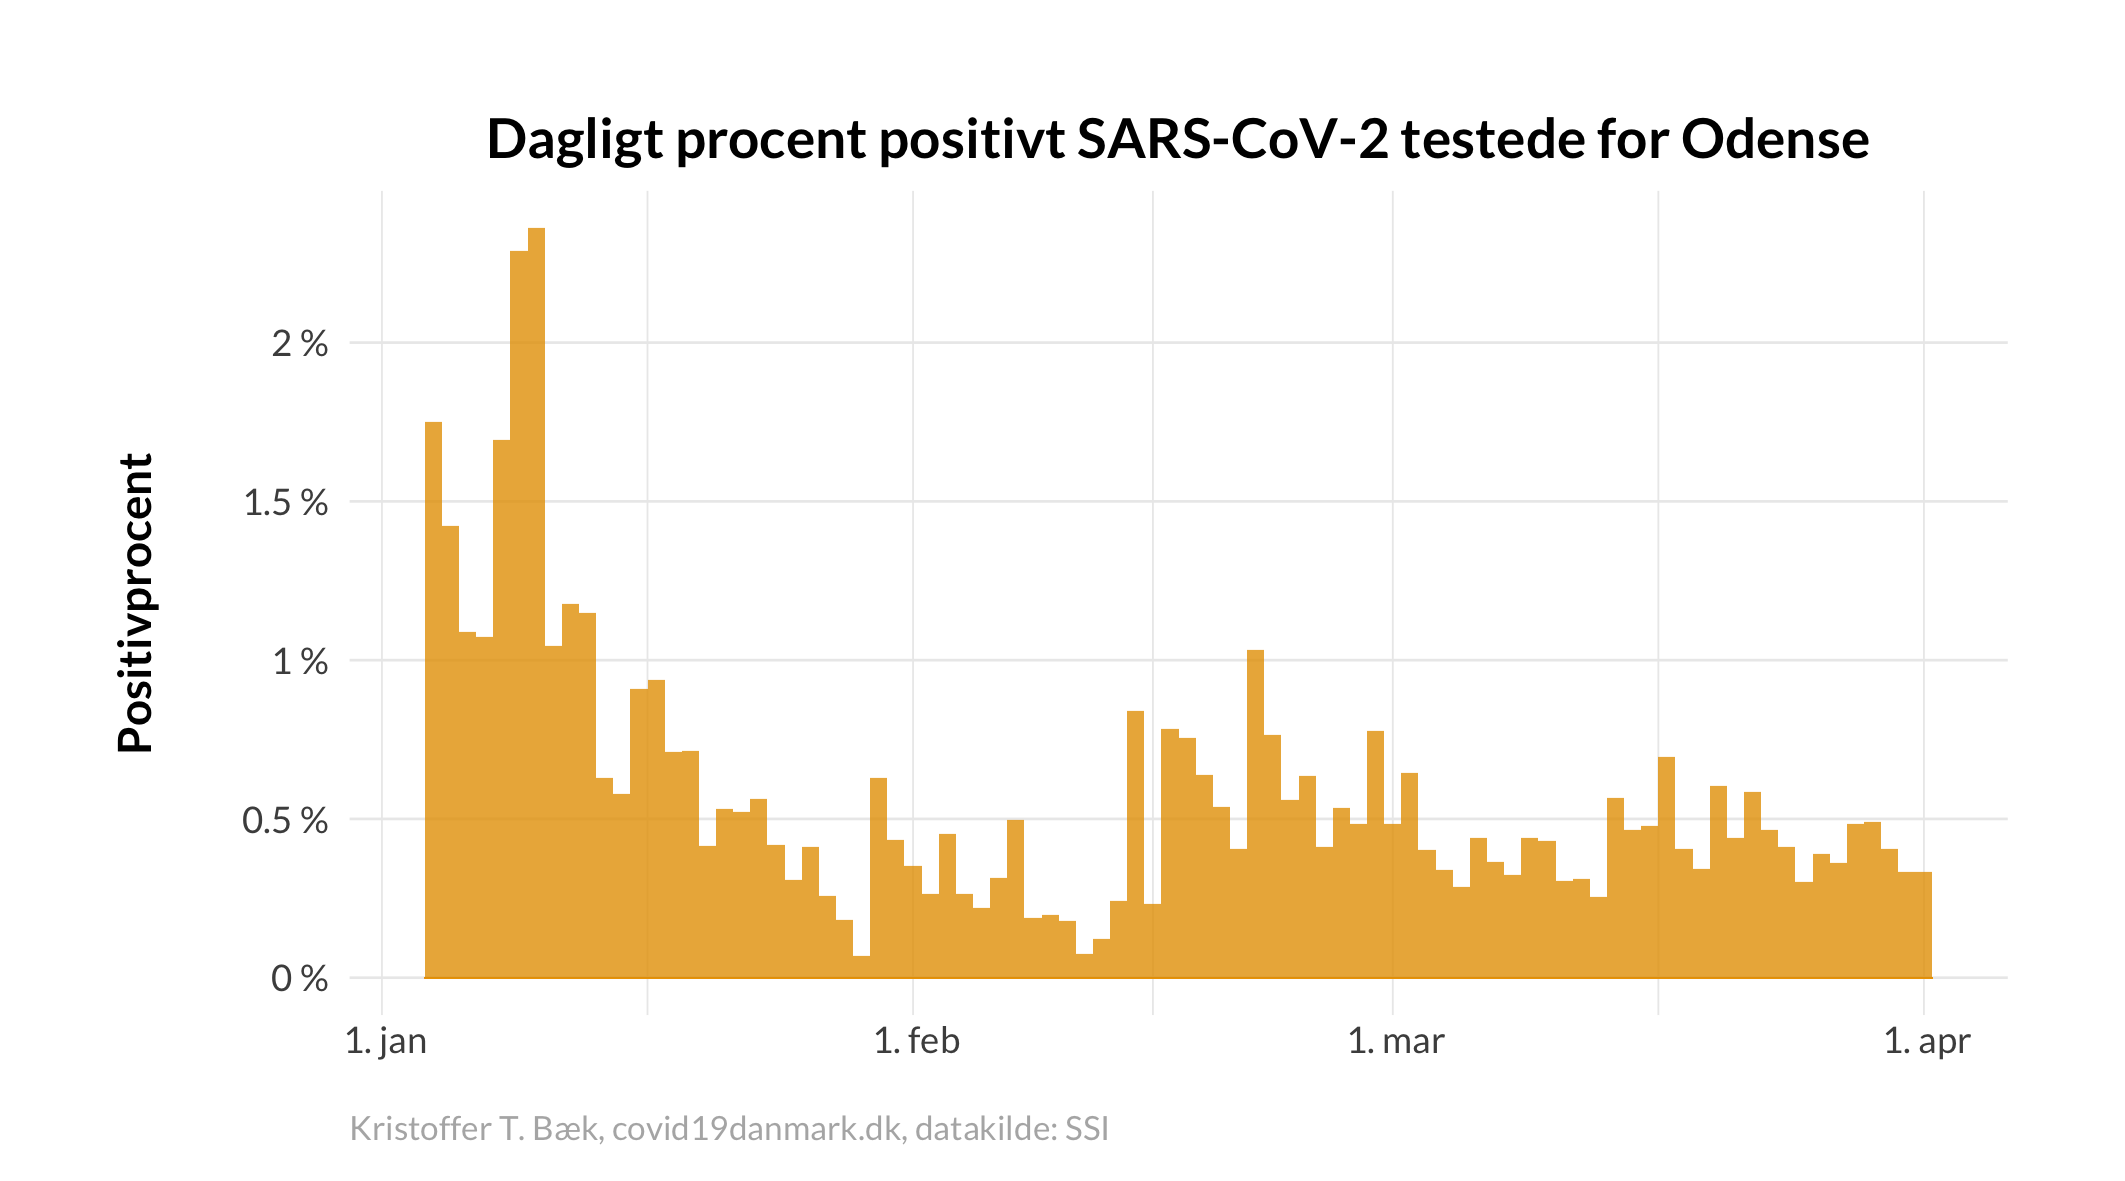 Dagligt procent positivt SARS-CoV-2 testede for Odense
Positivprocent
2 %
1.5 %
1 %
0.5 %
0 %
1. jan
1. feb
1. mar
1. apr
Kristoffer T. Bæk, covid19danmark.dk, datakilde: SSI